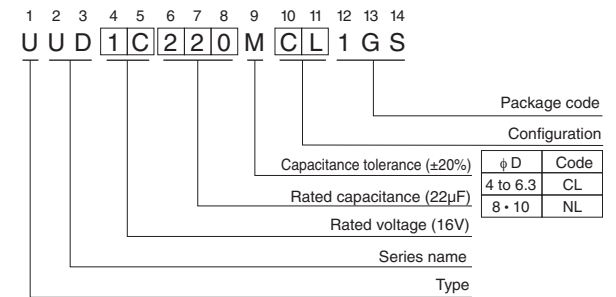 1 2 3 4 5 6 7 8 9 10 11 12 13 14
U U D 1 C 2 2 0 M C L 1 G S
Package code
Configuration
Capacitance tolerance (±20%)
ϕ D Code
4 to 6.3 CL
8 • 10 NL
Rated capacitance (22µF)
Rated voltage (16V)
Series name
Type